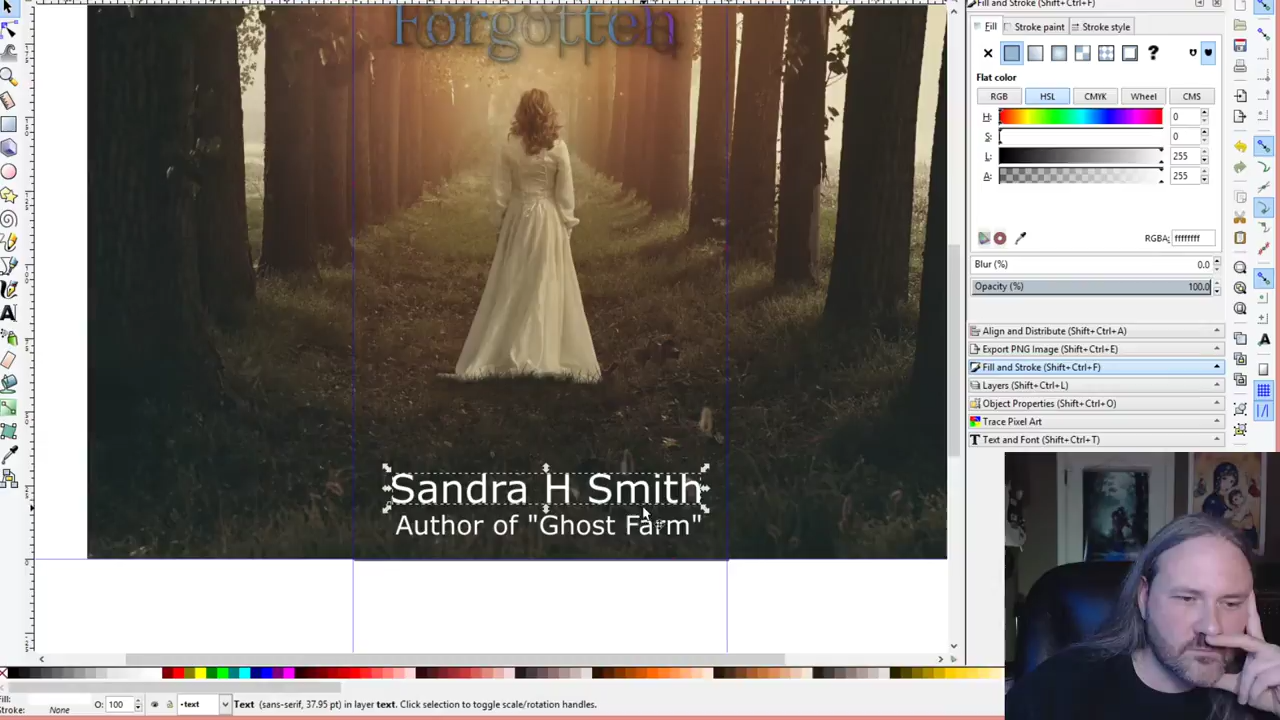 Fill and Stroke (Shift+Ctrl+F)
Fill
Stroke paint
Stroke style
?
Flat color
RGB
HSL
CMYK
Wheel
CMS
H: 0
S: 0
L: 255
A: 255
RGBA: ffffffff
Blur (%) 0.0
Opacity (%) 100.0
Align and Distribute (Shift+Ctrl+A)
Export PNG Image (Shift+Ctrl+E)
Fill and Stroke (Shift+Ctrl+F)
Layers (Shift+Ctrl+L)
Object Properties (Shift+Ctrl+O)
Trace Pixel Art
Text and Font (Shift+Ctrl+T)
Forgotten
Sandra H Smith
Author of "Ghost Farm"
Fill:
Stroke: None
O: 100
text
Text (sans-serif, 37.95 pt) in layer text. Click selection to toggle scale/rotation handles.